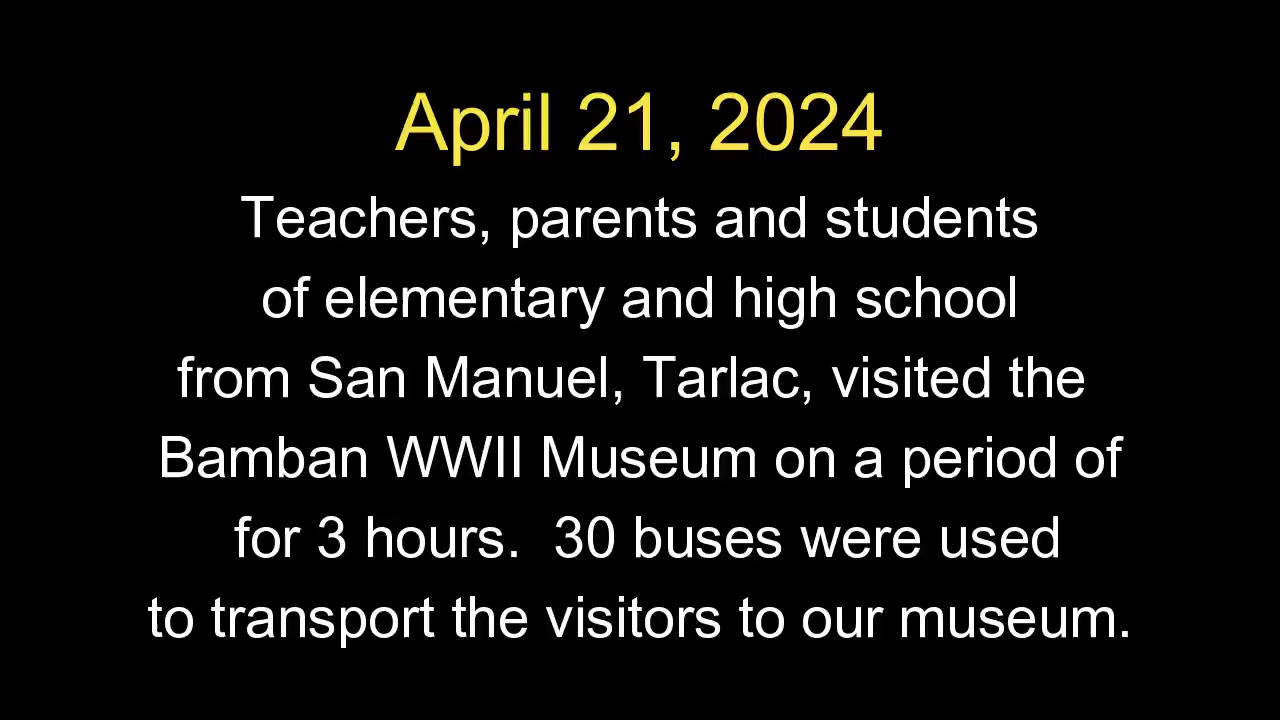 April 21, 2024
Teachers, parents and students
of elementary and high school
from San Manuel, Tarlac, visited the
Bamban WWII Museum on a period of
for 3 hours.  30 buses were used
to transport the visitors to our museum.